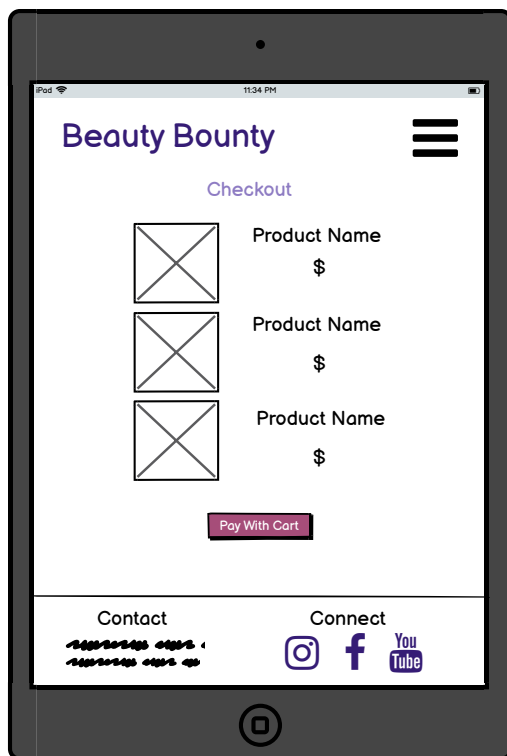 iPad 11:34 PM
Beauty Bounty
Checkout
Product Name
$
Product Name
$
Product Name
$
Pay With Cart
Contact Connect
You
Tube